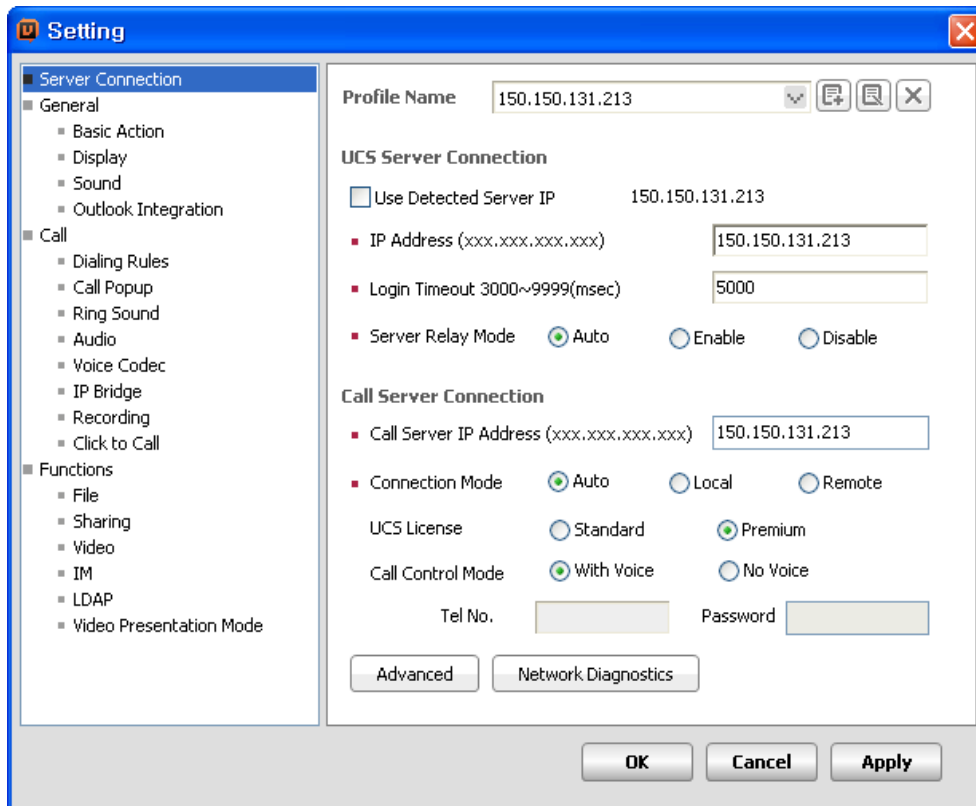 Setting
Server Connection
General
Basic Action
Display
Sound
Outlook Integration
Call
Dialing Rules
Call Popup
Ring Sound
Audio
Voice Codec
IP Bridge
Recording
Click to Call
Functions
File
Sharing
Video
IM
LDAP
Video Presentation Mode
Profile Name 150.150.131.213
UCS Server Connection
Use Detected Server IP 150.150.131.213
IP Address (xxx.xxx.xxx.xxx) 150.150.131.213
Login Timeout 3000~9999(msec) 5000
Server Relay Mode Auto Enable Disable
Call Server Connection
Call Server IP Address (xxx.xxx.xxx.xxx) 150.150.131.213
Connection Mode Auto Local Remote
UCS License Standard Premium
Call Control Mode With Voice No Voice
Tel No. Password
Advanced Network Diagnostics
OK Cancel Apply